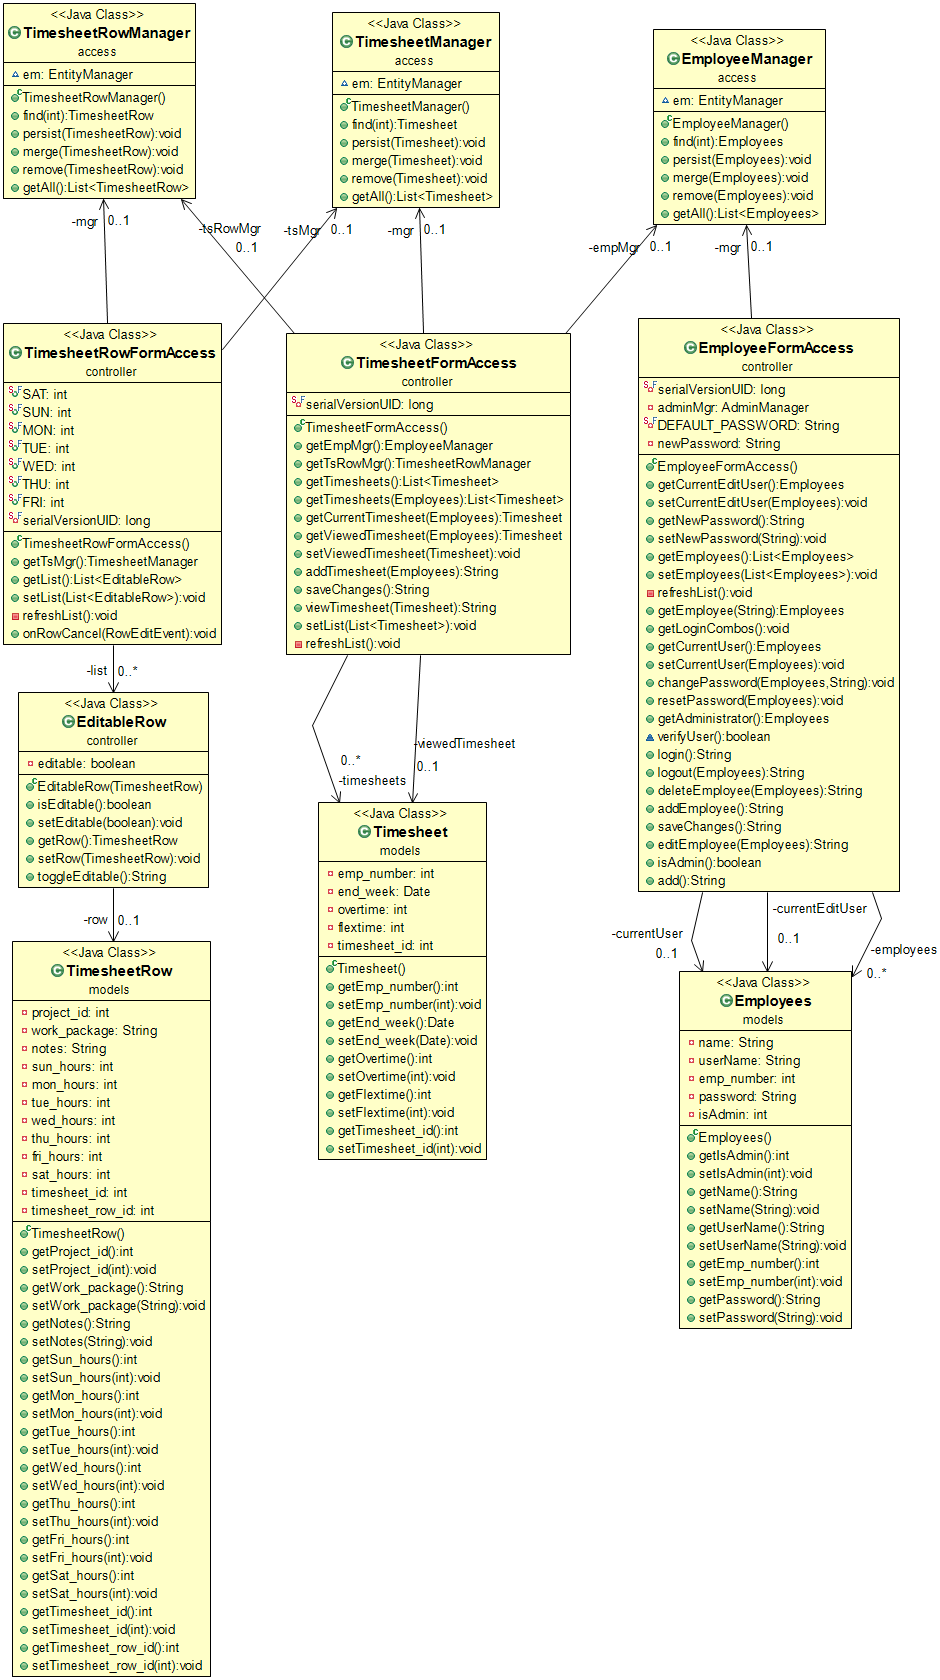 <<Java Class>>
TimesheetRowManager
access
em: EntityManager
TimesheetRowManager()
find(int):TimesheetRow
persist(TimesheetRow):void
merge(TimesheetRow):void
remove(TimesheetRow):void
getAll():List<TimesheetRow>
<<Java Class>>
TimesheetManager
access
em: EntityManager
TimesheetManager()
find(int):Timesheet
persist(Timesheet):void
merge(Timesheet):void
remove(Timesheet):void
getAll():List<Timesheet>
<<Java Class>>
EmployeeManager
access
em: EntityManager
EmployeeManager()
find(int):Employees
persist(Employees):void
merge(Employees):void
remove(Employees):void
getAll():List<Employees>
-mgr 0..1
-tsRowMgr
0..1
-tsMgr 0..1
-mgr 0..1
-empMgr 0..1
-mgr 0..1
<<Java Class>>
TimesheetRowFormAccess
controller
SAT: int
SUN: int
MON: int
TUE: int
WED: int
THU: int
FRI: int
serialVersionUID: long
TimesheetRowFormAccess()
getTsMgr():TimesheetManager
getList():List<EditableRow>
setList(List<EditableRow>):void
refreshList():void
onRowCancel(RowEditEvent):void
<<Java Class>>
TimesheetFormAccess
controller
serialVersionUID: long
TimesheetFormAccess()
getEmpMgr():EmployeeManager
getTsRowMgr():TimesheetRowManager
getTimesheets():List<Timesheet>
getTimesheets(Employees):List<Timesheet>
getCurrentTimesheet(Employees):Timesheet
getViewedTimesheet(Employees):Timesheet
setViewedTimesheet(Timesheet):void
addTimesheet(Employees):String
saveChanges():String
viewTimesheet(Timesheet):String
setList(List<Timesheet>):void
refreshList():void
<<Java Class>>
EmployeeFormAccess
controller
serialVersionUID: long
adminMgr: AdminManager
DEFAULT_PASSWORD: String
newPassword: String
EmployeeFormAccess()
getCurrentEditUser():Employees
setCurrentEditUser(Employees):void
getNewPassword():String
setNewPassword(String):void
getEmployees():List<Employees>
setEmployees(List<Employees>):void
refreshList():void
getEmployee(String):Employees
getLoginCombos():void
getCurrentUser():Employees
setCurrentUser(Employees):void
changePassword(Employees,String):void
resetPassword(Employees):void
getAdministrator():Employees
verifyUser():boolean
login():String
logout(Employees):String
deleteEmployee(Employees):String
addEmployee():String
saveChanges():String
editEmployee(Employees):String
isAdmin():boolean
add():String
-list 0..*
<<Java Class>>
EditableRow
controller
editable: boolean
EditableRow(TimesheetRow)
isEditable():boolean
setEditable(boolean):void
getRow():TimesheetRow
setRow(TimesheetRow):void
toggleEditable():String
0..*
-timesheets
-viewedTimesheet
0..1
<<Java Class>>
Timesheet
models
emp_number: int
end_week: Date
overtime: int
flextime: int
timesheet_id: int
Timesheet()
getEmp_number():int
setEmp_number(int):void
getEnd_week():Date
setEnd_week(Date):void
getOvertime():int
setOvertime(int):void
getFlextime():int
setFlextime(int):void
getTimesheet_id():int
setTimesheet_id(int):void
-row 0..1
<<Java Class>>
TimesheetRow
models
project_id: int
work_package: String
notes: String
sun_hours: int
mon_hours: int
tue_hours: int
wed_hours: int
thu_hours: int
fri_hours: int
sat_hours: int
timesheet_id: int
timesheet_row_id: int
TimesheetRow()
getProject_id():int
setProject_id(int):void
getWork_package():String
setWork_package(String):void
getNotes():String
setNotes(String):void
getSun_hours():int
setSun_hours(int):void
getMon_hours():int
setMon_hours(int):void
getTue_hours():int
setTue_hours(int):void
getWed_hours():int
setWed_hours(int):void
getThu_hours():int
setThu_hours(int):void
getFri_hours():int
setFri_hours(int):void
getSat_hours():int
setSat_hours(int):void
getTimesheet_id():int
setTimesheet_id(int):void
getTimesheet_row_id():int
setTimesheet_row_id(int):void
-currentUser
0..1
-currentEditUser
0..1
-employees
0..*
<<Java Class>>
Employees
models
name: String
userName: String
emp_number: int
password: String
isAdmin: int
Employees()
getIsAdmin():int
setIsAdmin(int):void
getName():String
setName(String):void
getUserName():String
setUserName(String):void
getEmp_number():int
setEmp_number(int):void
getPassword():String
setPassword(String):void